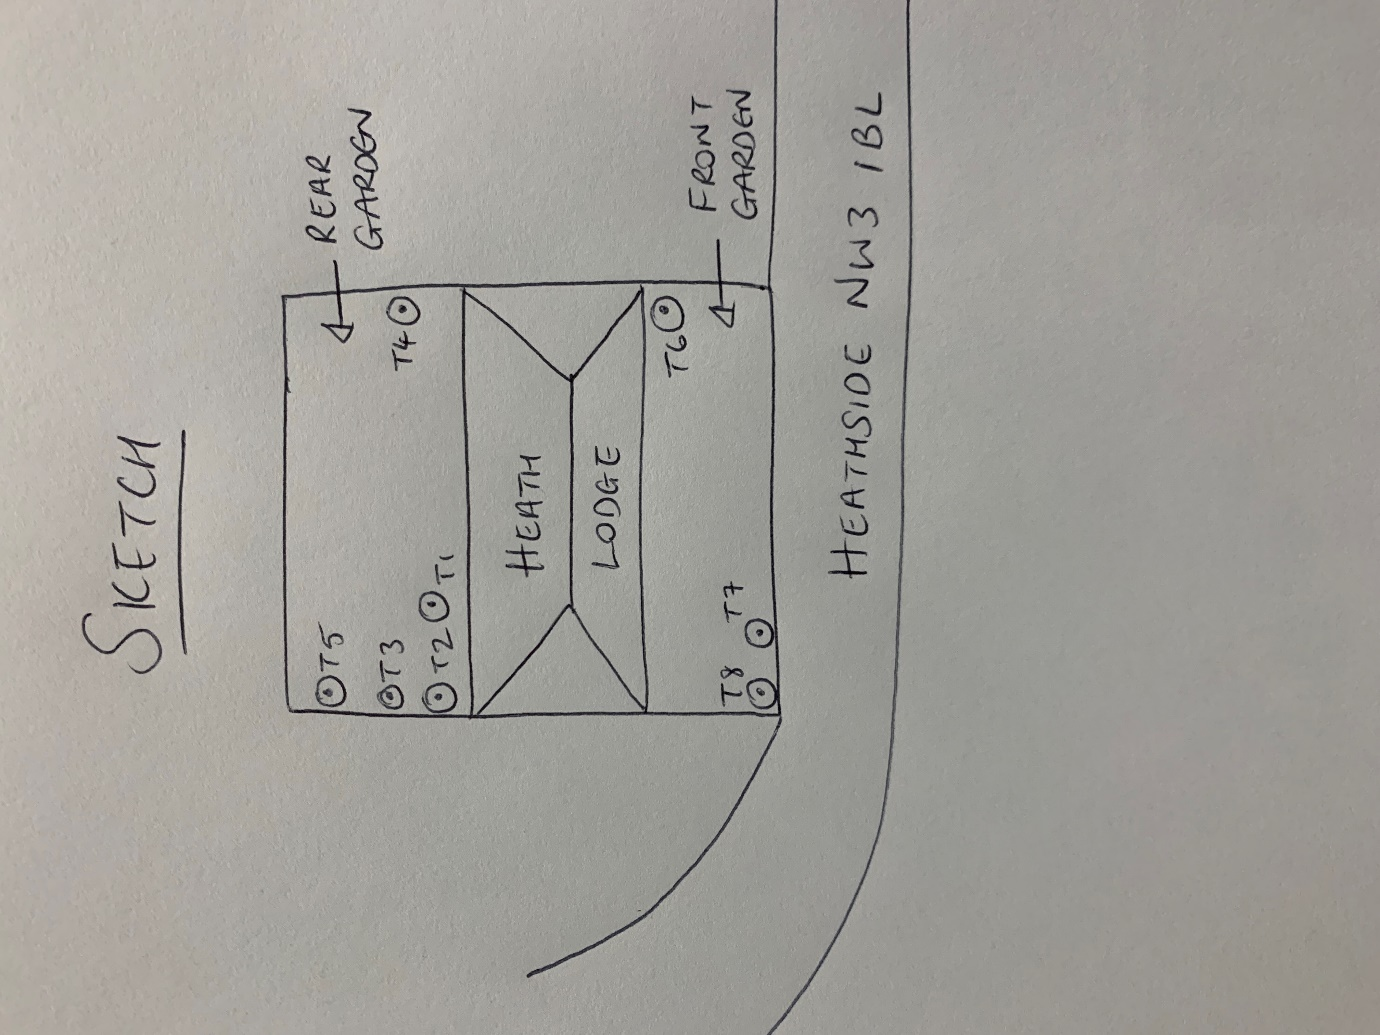 SKETCH
REAR
GARDEN
T5
T3
T4
T2
T1
HEATH
LODGE
T6
FRONT
GARDEN
T8
T7
HEATHSIDE NW3 1BL